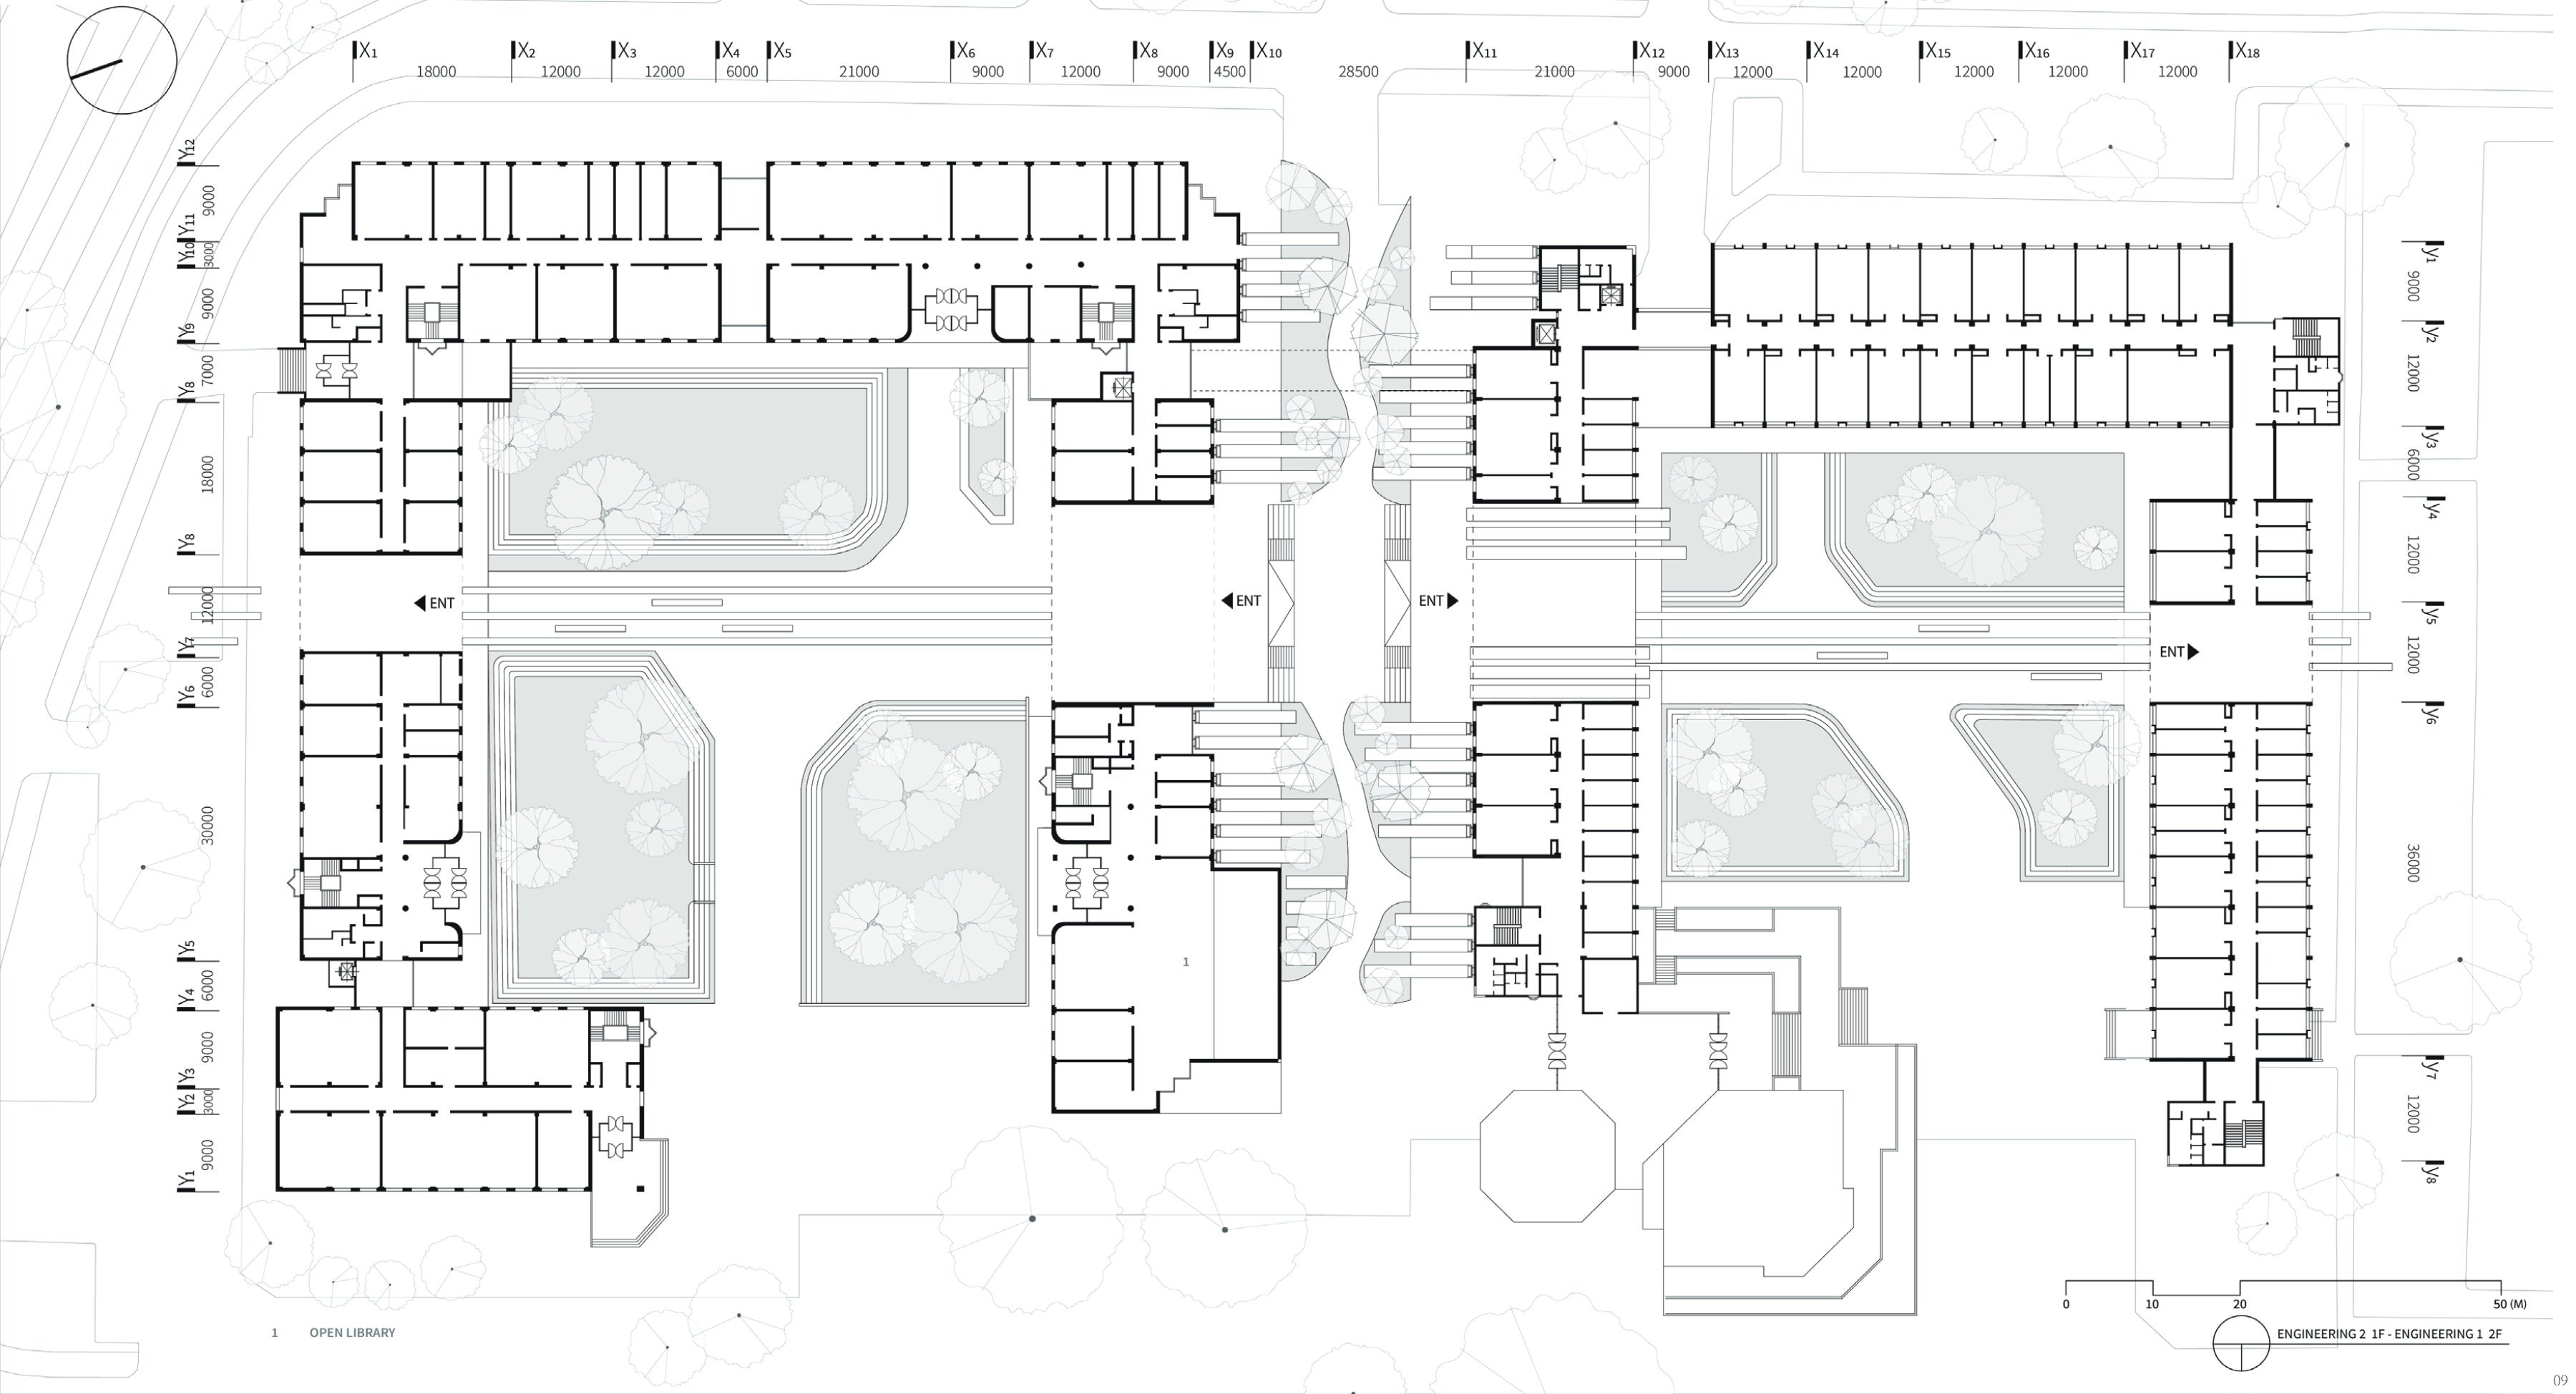 X1 X2 X3 X4 X5 X6 X7 X8 X9 X10 X11 X12 X13 X14 X15 X16 X17 X18
18000 12000 12000 6000 21000 9000 12000 9000 4500 28500 21000 9000 12000 12000 12000 12000 12000
Y12
9000
Y11
Y10
3000
9000
Y9
7000
Y8
18000
Y8
12000
Y7
6000
Y6
30000
Y5
6000
Y4
9000
Y3
Y2
3000
9000
Y1
y1
9000
y2
12000
y3
6000
y4
12000
y5
12000
y6
36000
y7
12000
y8
ENT
ENT
ENT
ENT
1
1 OPEN LIBRARY
0 10 20 50 (M)
ENGINEERING 2 1F - ENGINEERING 1 2F
09